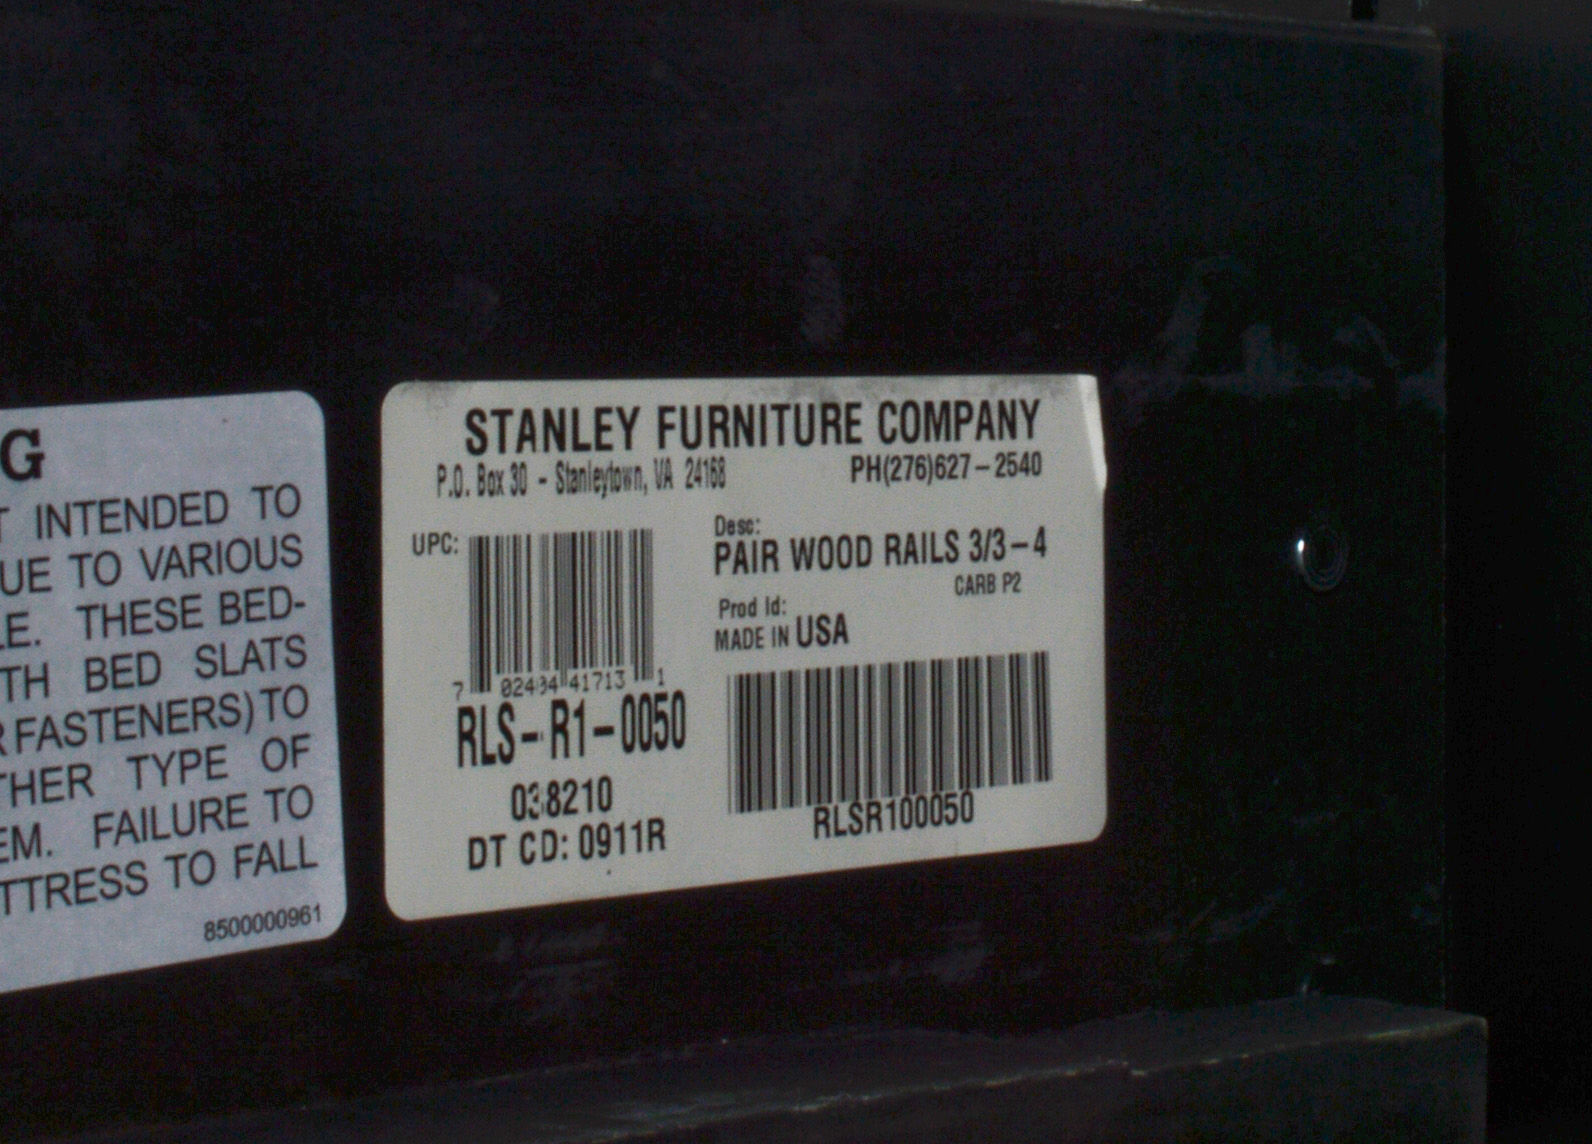 G
T INTENDED TO
UE TO VARIOUS
LE. THESE BED-
TH BED SLATS
R FASTENERS) TO
THER TYPE OF
EM. FAILURE TO
TTRESS TO FALL
8500000961
STANLEY FURNITURE COMPANY
P.O. Box 30 - Stanleytown, VA 24168 PH(276)627-2540
UPC:
7 02404 41713 1
RLS-R1-0050
038210
DT CD: 0911R
Desc:
PAIR WOOD RAILS 3/3-4
CARB P2
Prod Id:
MADE IN USA
RLSR100050